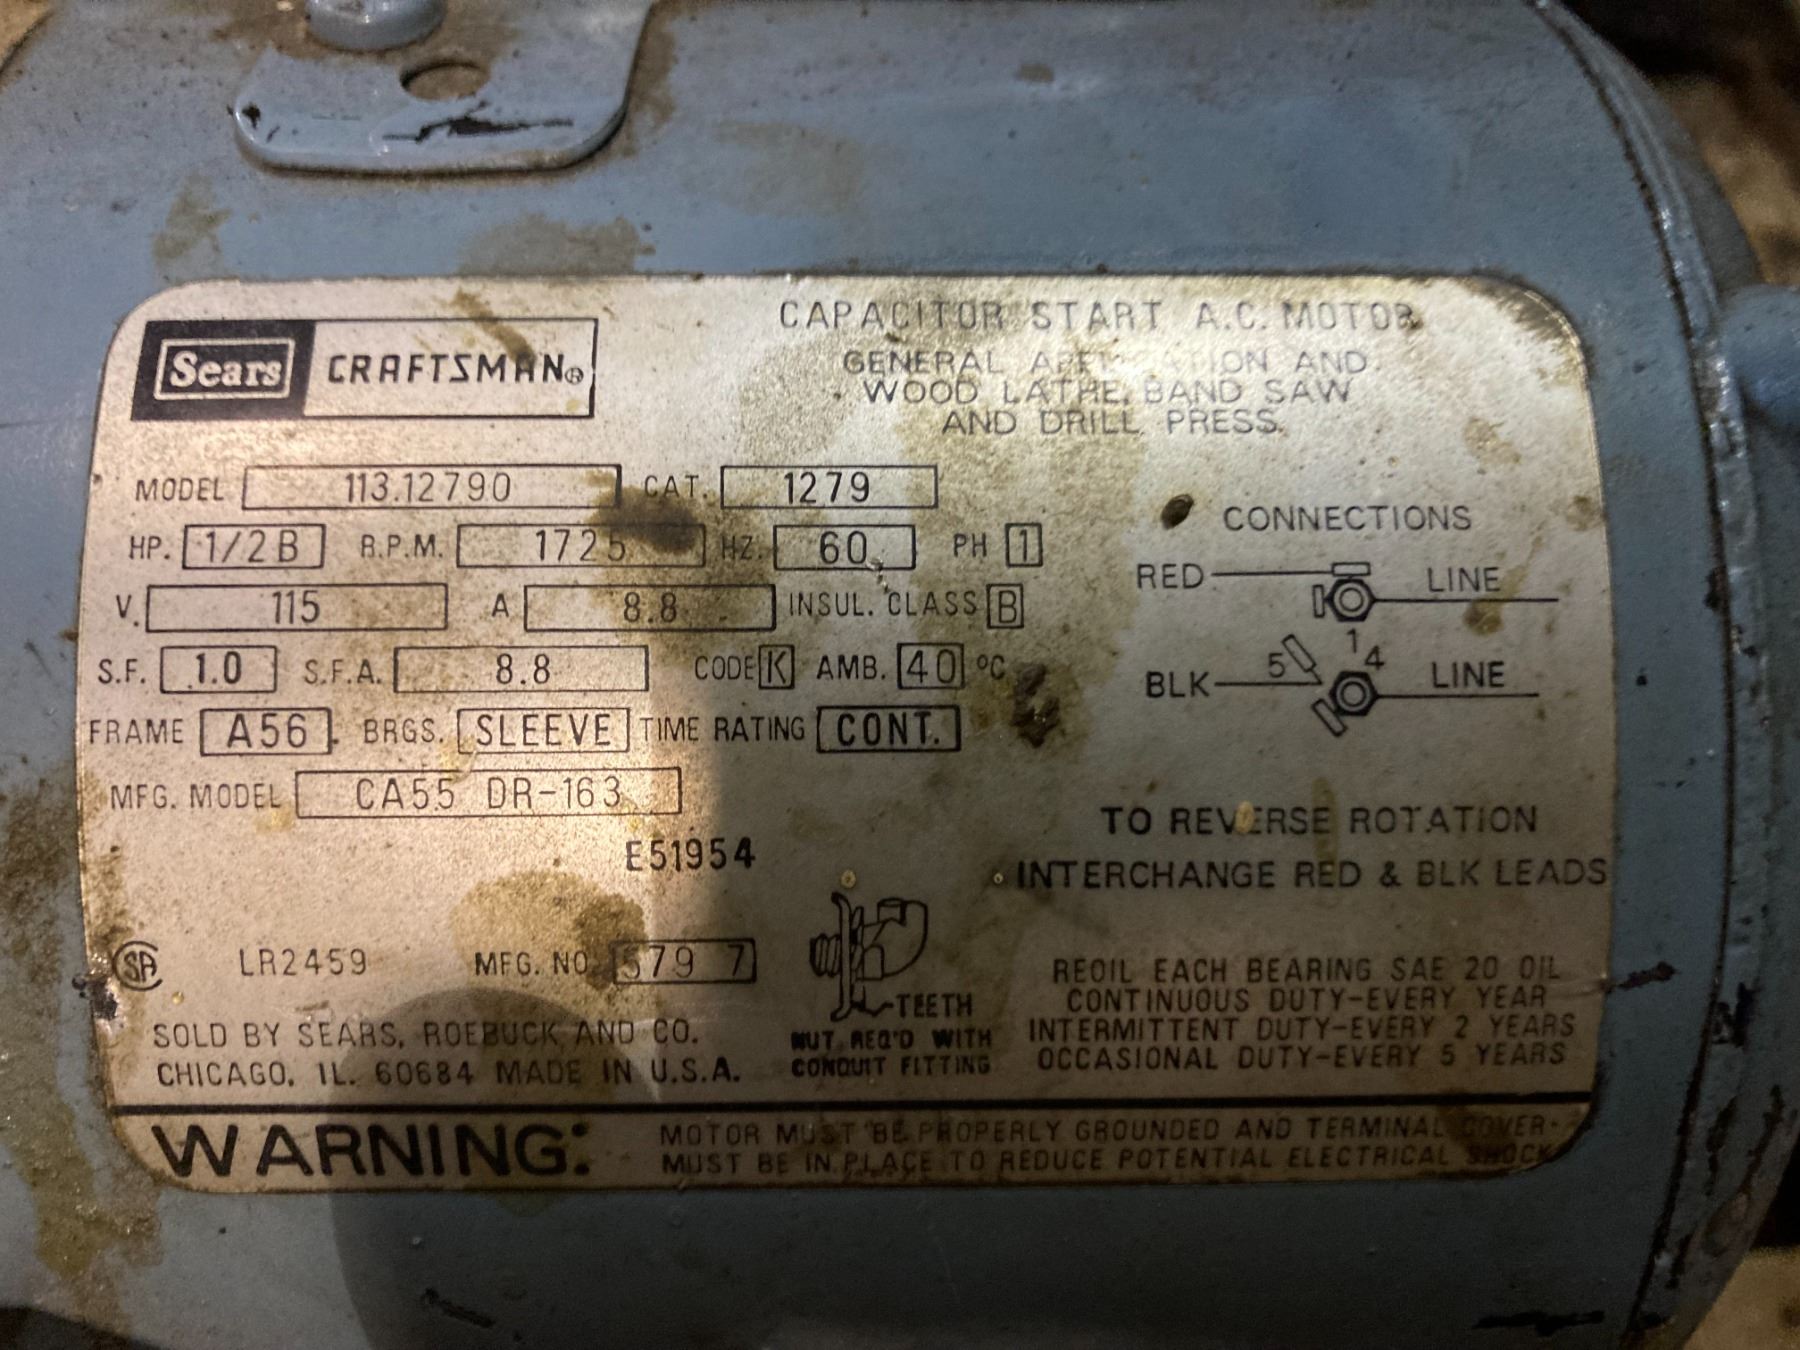 Sears CRAFTSMAN®
CAPACITOR START A.C. MOTOR
GENERAL APPLICATION AND
WOOD LATHE, BAND SAW
AND DRILL PRESS.
MODEL 113.12790 CAT. 1279
HP. 1/2 B R.P.M. 1725 HZ. 60 PH 1
V. 115 A 8.8 INSUL. CLASS B
S.F. 1.0 S.F.A. 8.8 CODE K AMB. 40 °C
FRAME A56 BRGS. SLEEVE TIME RATING CONT.
MFG. MODEL CA55 DR-163
E51954
CONNECTIONS
RED LINE
1
BLK 5 4 LINE
TO REVERSE ROTATION
INTERCHANGE RED & BLK LEADS
SA LR2459 MFG. NO. 579 7
SOLD BY SEARS, ROEBUCK AND CO.
CHICAGO, IL. 60684 MADE IN U.S.A.
TEETH
NUT REQ'D WITH
CONDUIT FITTING
REOIL EACH BEARING SAE 20 OIL
CONTINUOUS DUTY-EVERY YEAR
INTERMITTENT DUTY-EVERY 2 YEARS
OCCASIONAL DUTY-EVERY 5 YEARS
WARNING: MOTOR MUST BE PROPERLY GROUNDED AND TERMINAL COVER
MUST BE IN PLACE TO REDUCE POTENTIAL ELECTRICAL SHOCK